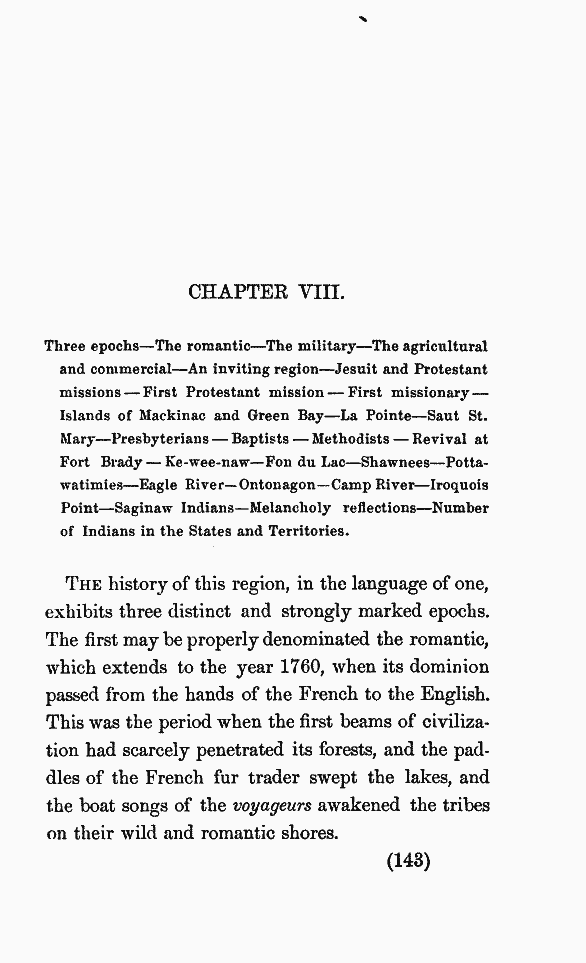 CHAPTER VIII.
Three epochs—The romantic—The military—The agricultural
and commercial—An inviting region—Jesuit and Protestant
missions—First Protestant mission—First missionary—
Islands of Mackinac and Green Bay—La Pointe—Saut St.
Mary—Presbyterians—Baptists—Methodists—Revival at
Fort Brady—Ke-wee-naw—Fon du Lac—Shawnees—Potta-
watimies—Eagle River—Ontonagon—Camp River—Iroquois
Point—Saginaw Indians—Melancholy reflections—Number
of Indians in the States and Territories.
THE history of this region, in the language of one,
exhibits three distinct and strongly marked epochs.
The first may be properly denominated the romantic,
which extends to the year 1760, when its dominion
passed from the hands of the French to the English.
This was the period when the first beams of civiliza-
tion had scarcely penetrated its forests, and the pad-
dles of the French fur trader swept the lakes, and
the boat songs of the voyageurs awakened the tribes
on their wild and romantic shores.
(143)